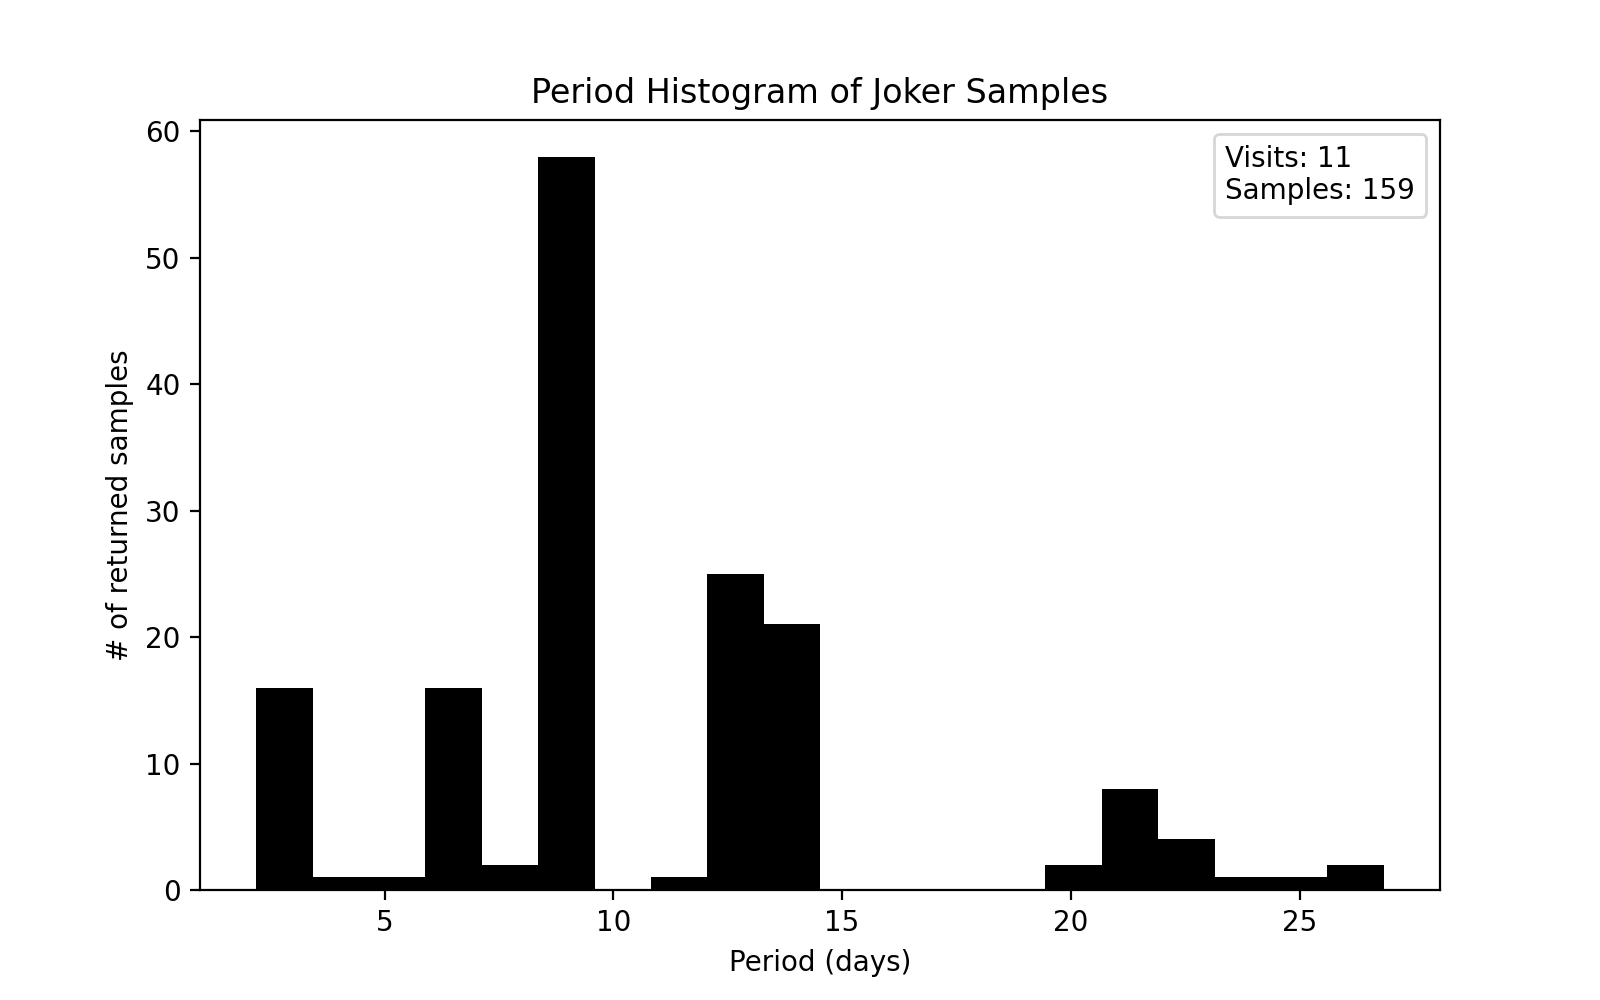 Period Histogram of Joker Samples
Visits: 11
Samples: 159
# of returned samples
60
50
40
30
20
10
0
5 10 15 20 25
Period (days)